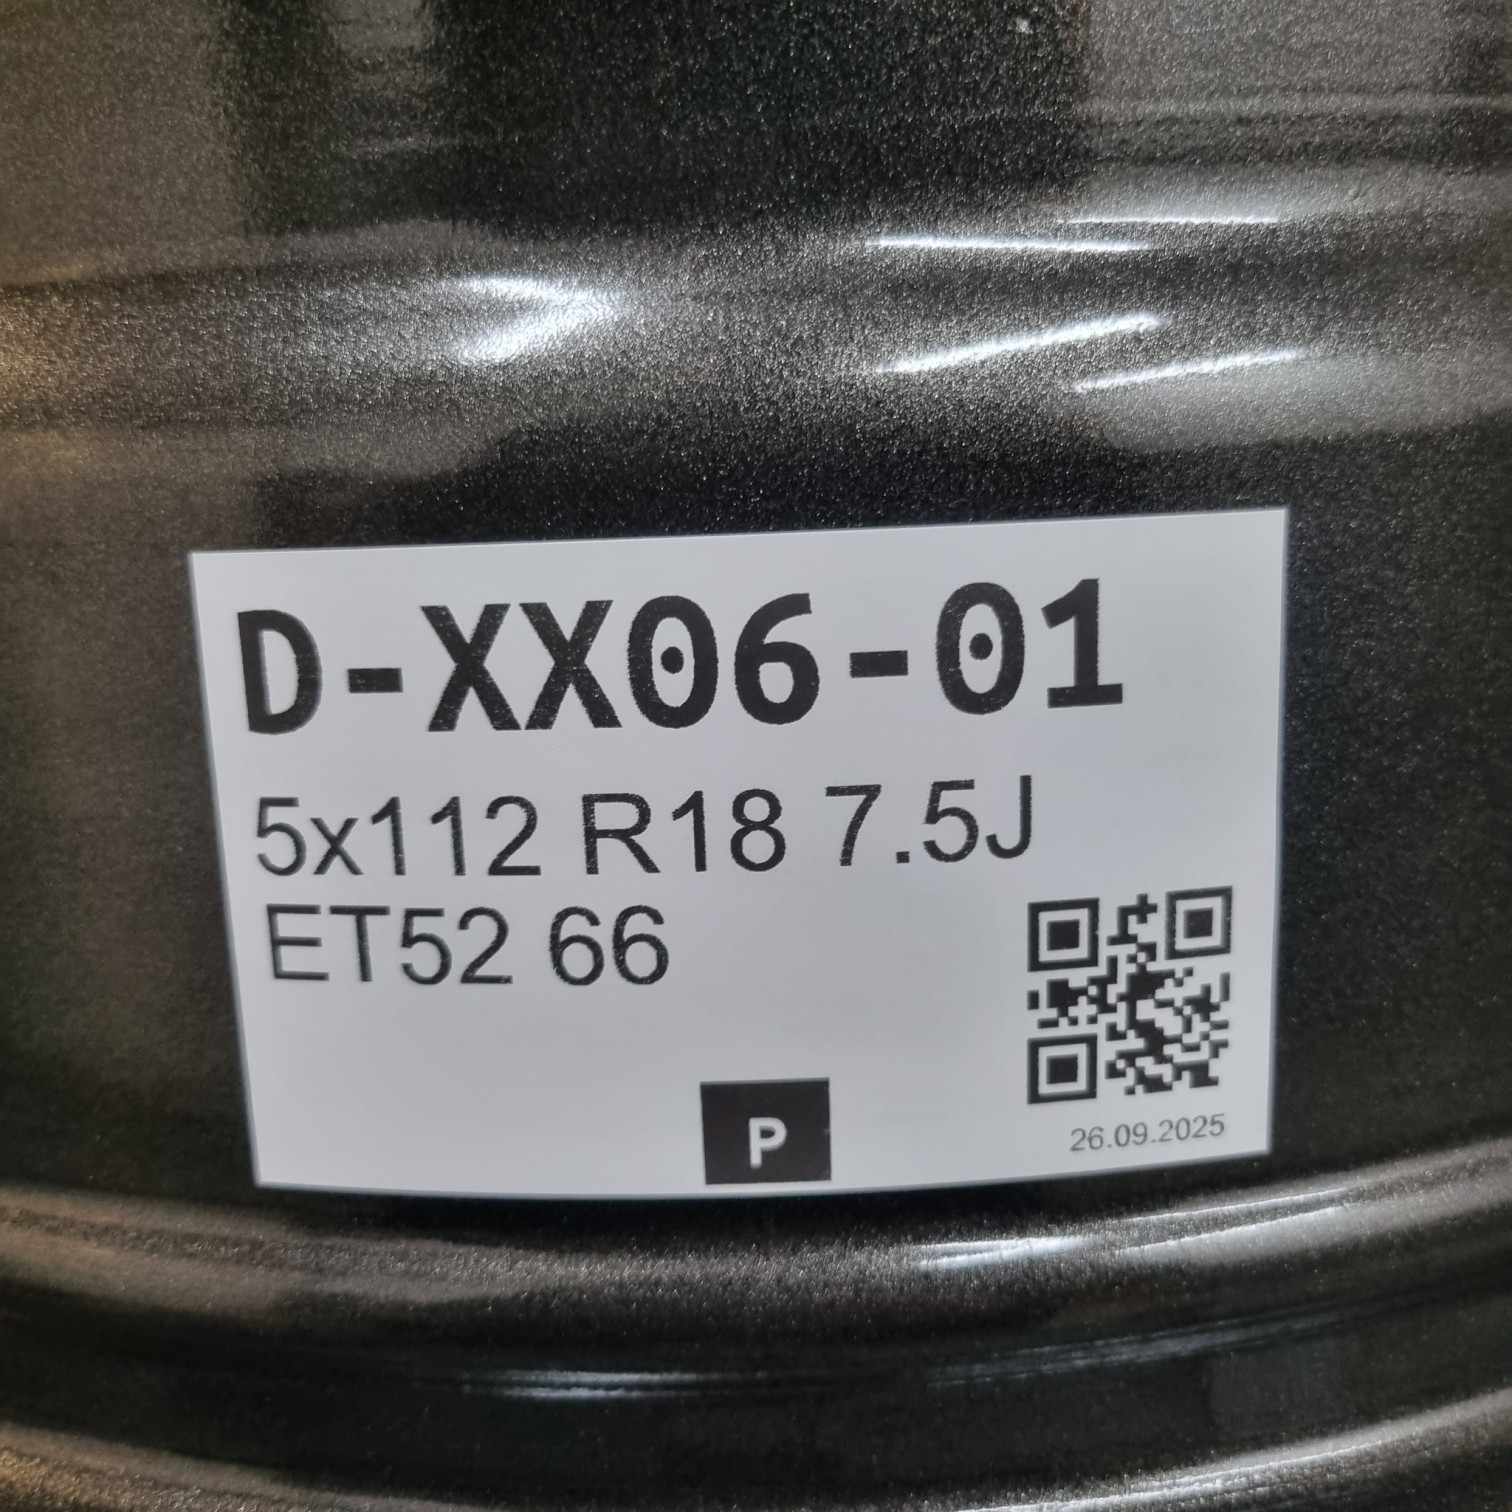 D-XX06-01
5x112 R18 7.5J
ET52 66
P
26.09.2025